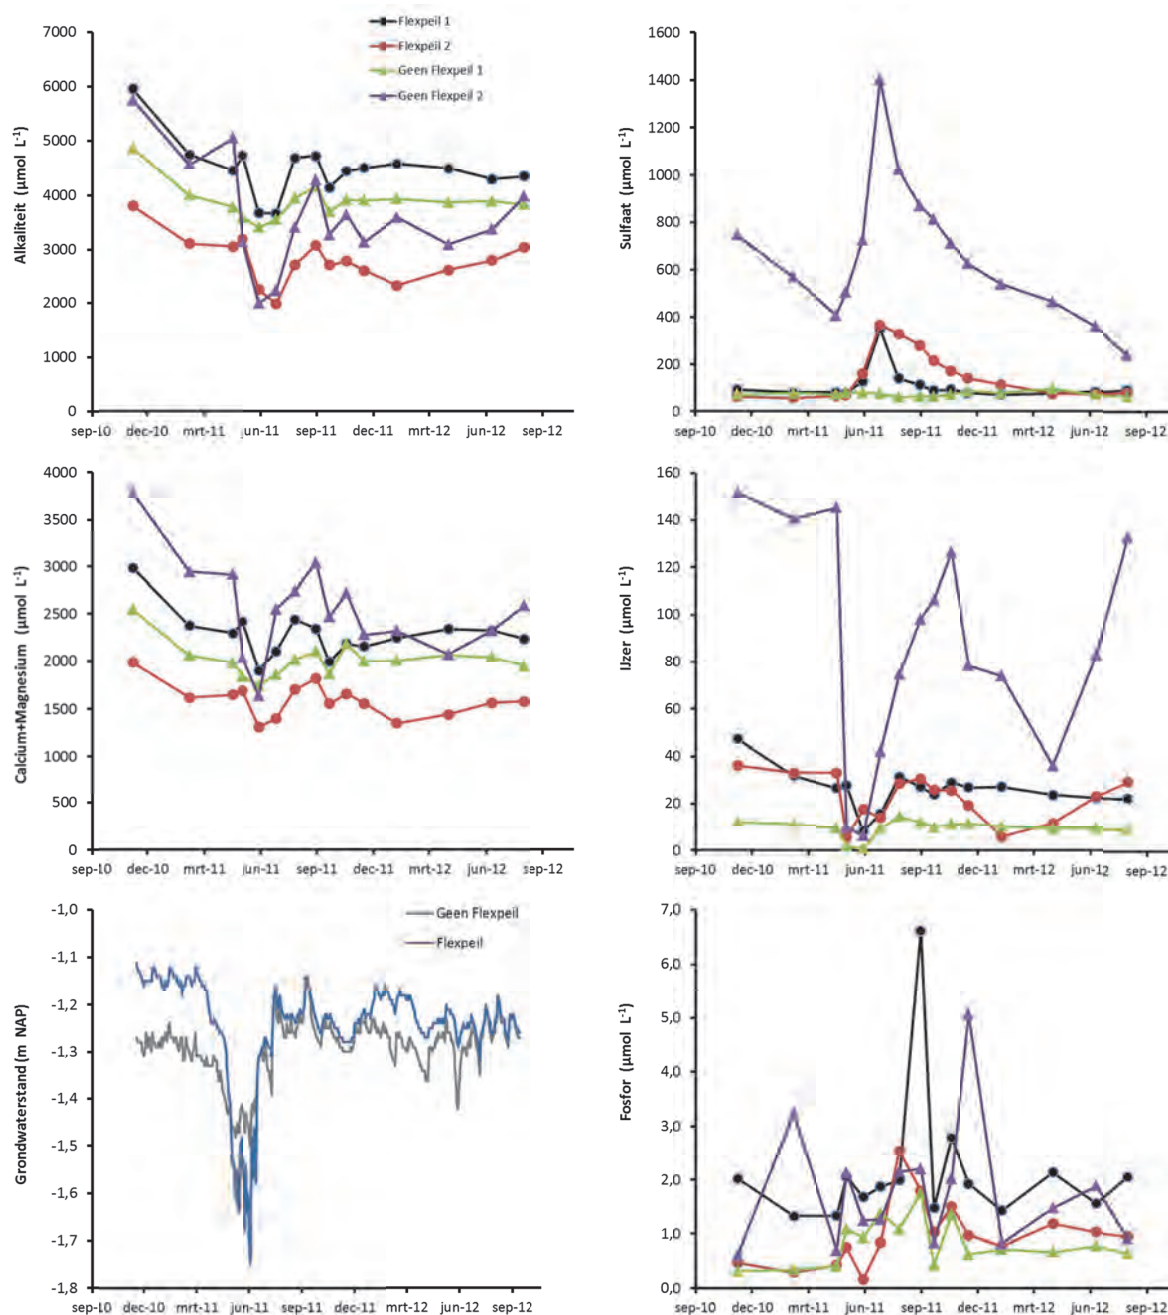 Alkaliteit (µmol L⁻¹)
7000
6000
5000
4000
3000
2000
1000
0
sep-10 dec-10 mrt-11 jun-11 sep-11 dec-11 mrt-12 jun-12 sep-12
Flexpeil 1
Flexpeil 2
Geen Flexpeil 1
Geen Flexpeil 2
Sulfaat (µmol L⁻¹)
1600
1400
1200
1000
800
600
400
200
0
sep-10 dec-10 mrt-11 jun-11 sep-11 dec-11 mrt-12 jun-12 sep-12
Calcium+Magnesium (µmol L⁻¹)
4000
3500
3000
2500
2000
1500
1000
500
0
sep-10 dec-10 mrt-11 jun-11 sep-11 dec-11 mrt-12 jun-12 sep-12
IJzer (µmol L⁻¹)
160
140
120
100
80
60
40
20
0
sep-10 dec-10 mrt-11 jun-11 sep-11 dec-11 mrt-12 jun-12 sep-12
Grondwaterstand (m NAP)
-1,0
-1,1
-1,2
-1,3
-1,4
-1,5
-1,6
-1,7
-1,8
sep-10 dec-10 mrt-11 jun-11 sep-11 dec-11 mrt-12 jun-12 sep-12
Geen Flexpeil
Flexpeil
Fosfor (µmol L⁻¹)
7,0
6,0
5,0
4,0
3,0
2,0
1,0
0,0
sep-10 dec-10 mrt-11 jun-11 sep-11 dec-11 mrt-12 jun-12 sep-12